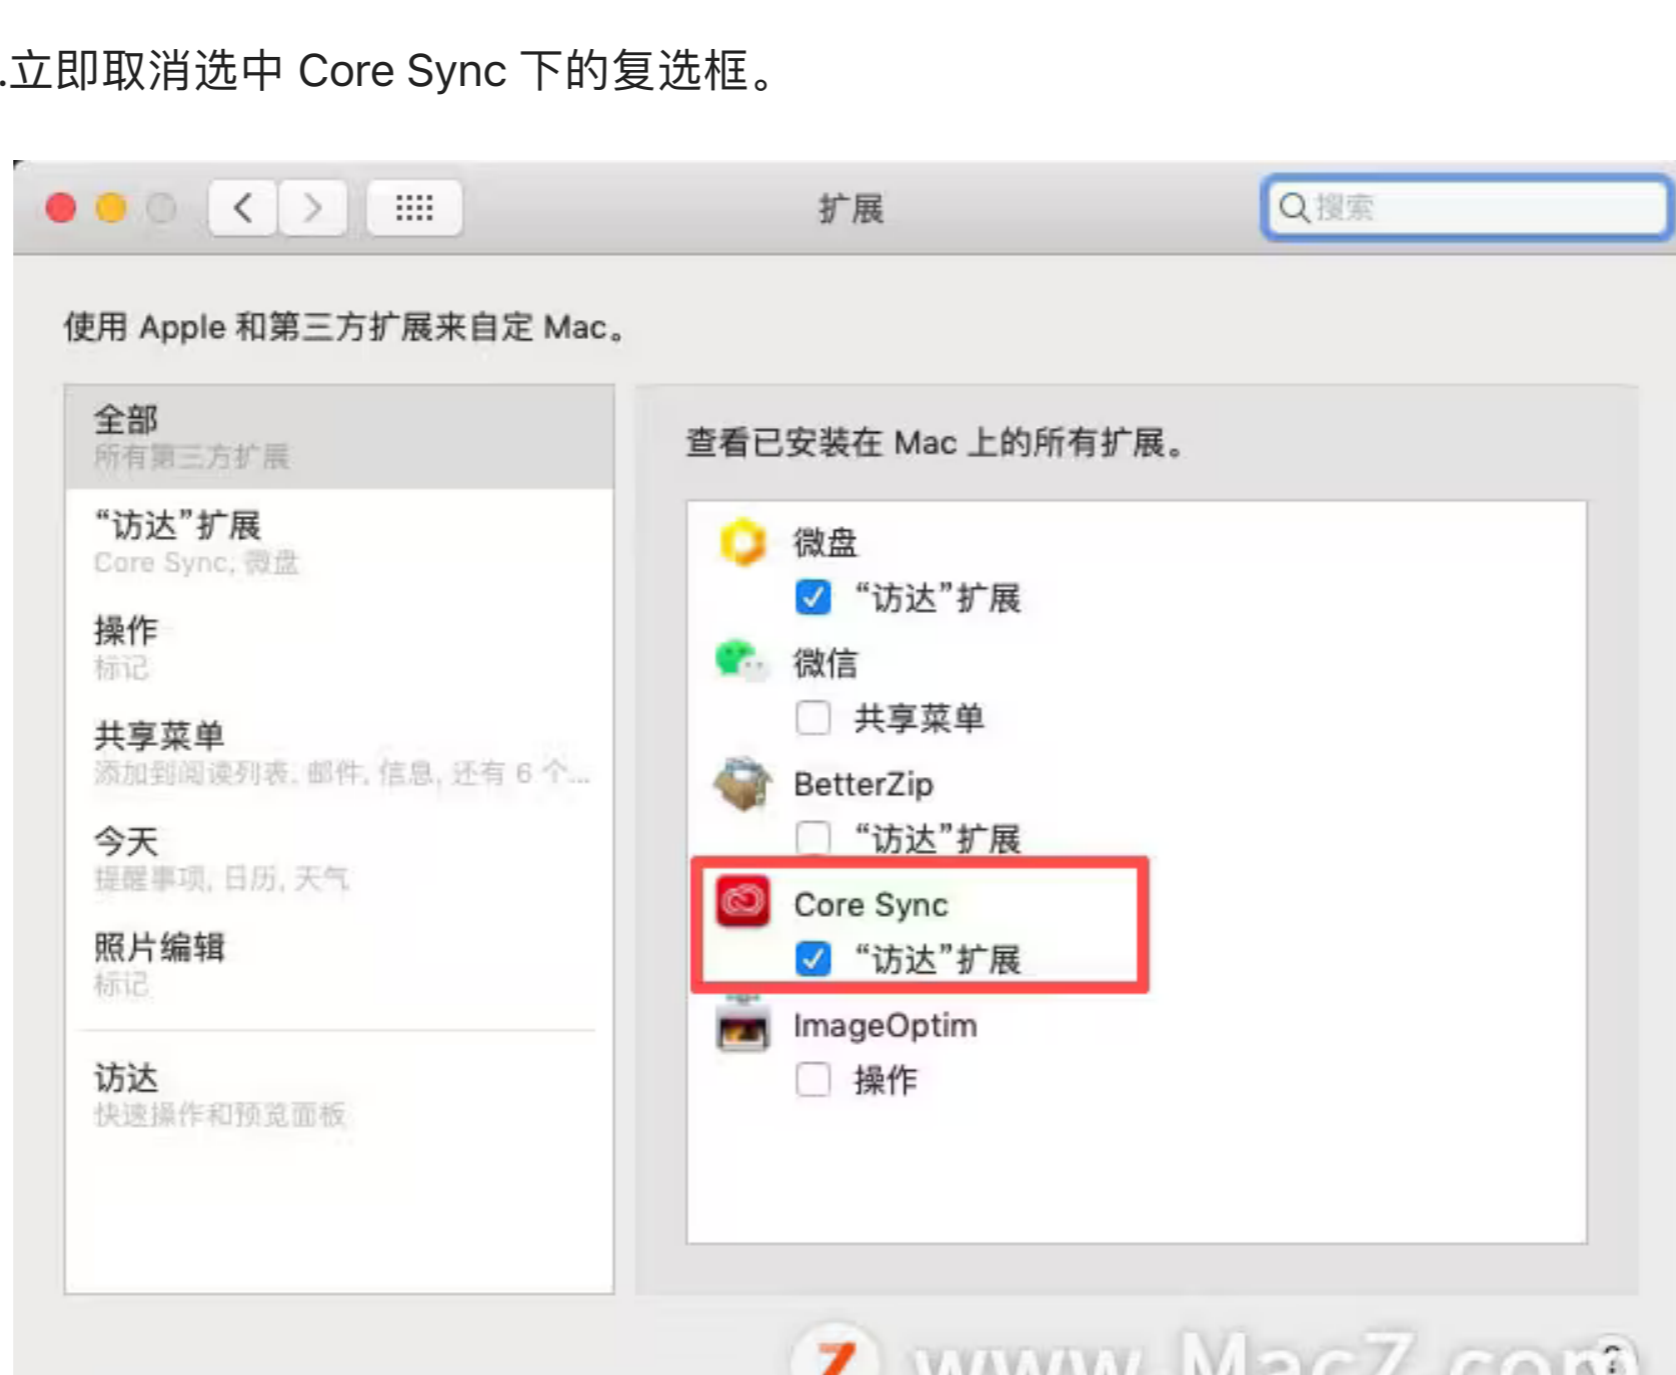 .立即取消选中 Core Sync 下的复选框。
扩展
搜索
使用 Apple 和第三方扩展来自定 Mac。
全部
所有第三方扩展
“访达”扩展
Core Sync, 微盘
操作
标记
共享菜单
添加到阅读列表, 邮件, 信息, 还有 6 个...
今天
提醒事项, 日历, 天气
照片编辑
标记
访达
快速操作和预览面板
查看已安装在 Mac 上的所有扩展。
微盘
“访达”扩展
微信
共享菜单
BetterZip
“访达”扩展
Core Sync
“访达”扩展
ImageOptim
操作
Z www.MacZ.com
?